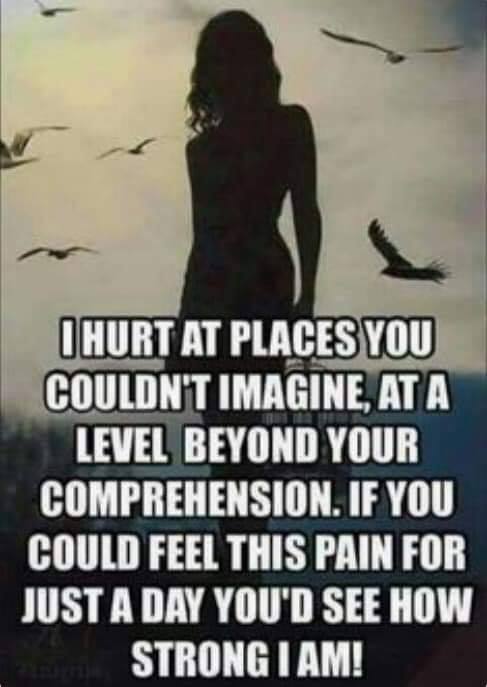 I HURT AT PLACES YOU
COULDN'T IMAGINE, AT A
LEVEL BEYOND YOUR
COMPREHENSION. IF YOU
COULD FEEL THIS PAIN FOR
JUST A DAY YOU'D SEE HOW
STRONG I AM!